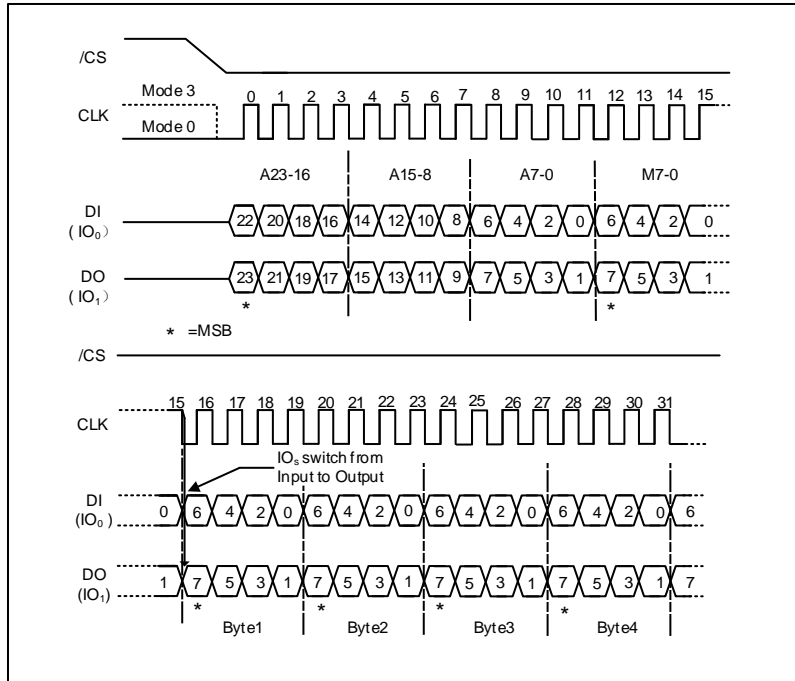 /CS
Mode 3
CLK
Mode 0
0 1 2 3 4 5 6 7 8 9 10 11 12 13 14 15
A23-16 A15-8 A7-0 M7-0
DI
( IO₀ )
22 20 18 16 14 12 10 8 6 4 2 0 6 4 2 0
DO
( IO₁ )
23 21 19 17 15 13 11 9 7 5 3 1 7 5 3 1
* *
* =MSB
/CS
15 16 17 18 19 20 21 22 23 24 25 26 27 28 29 30 31
CLK
IOₛ switch from
Input to Output
DI
(IO₀ )
0 6 4 2 0 6 4 2 0 6 4 2 0 6 4 2 0 6
DO
(IO₁)
1 7 5 3 1 7 5 3 1 7 5 3 1 7 5 3 1 7
* * * *
Byte1 Byte2 Byte3 Byte4